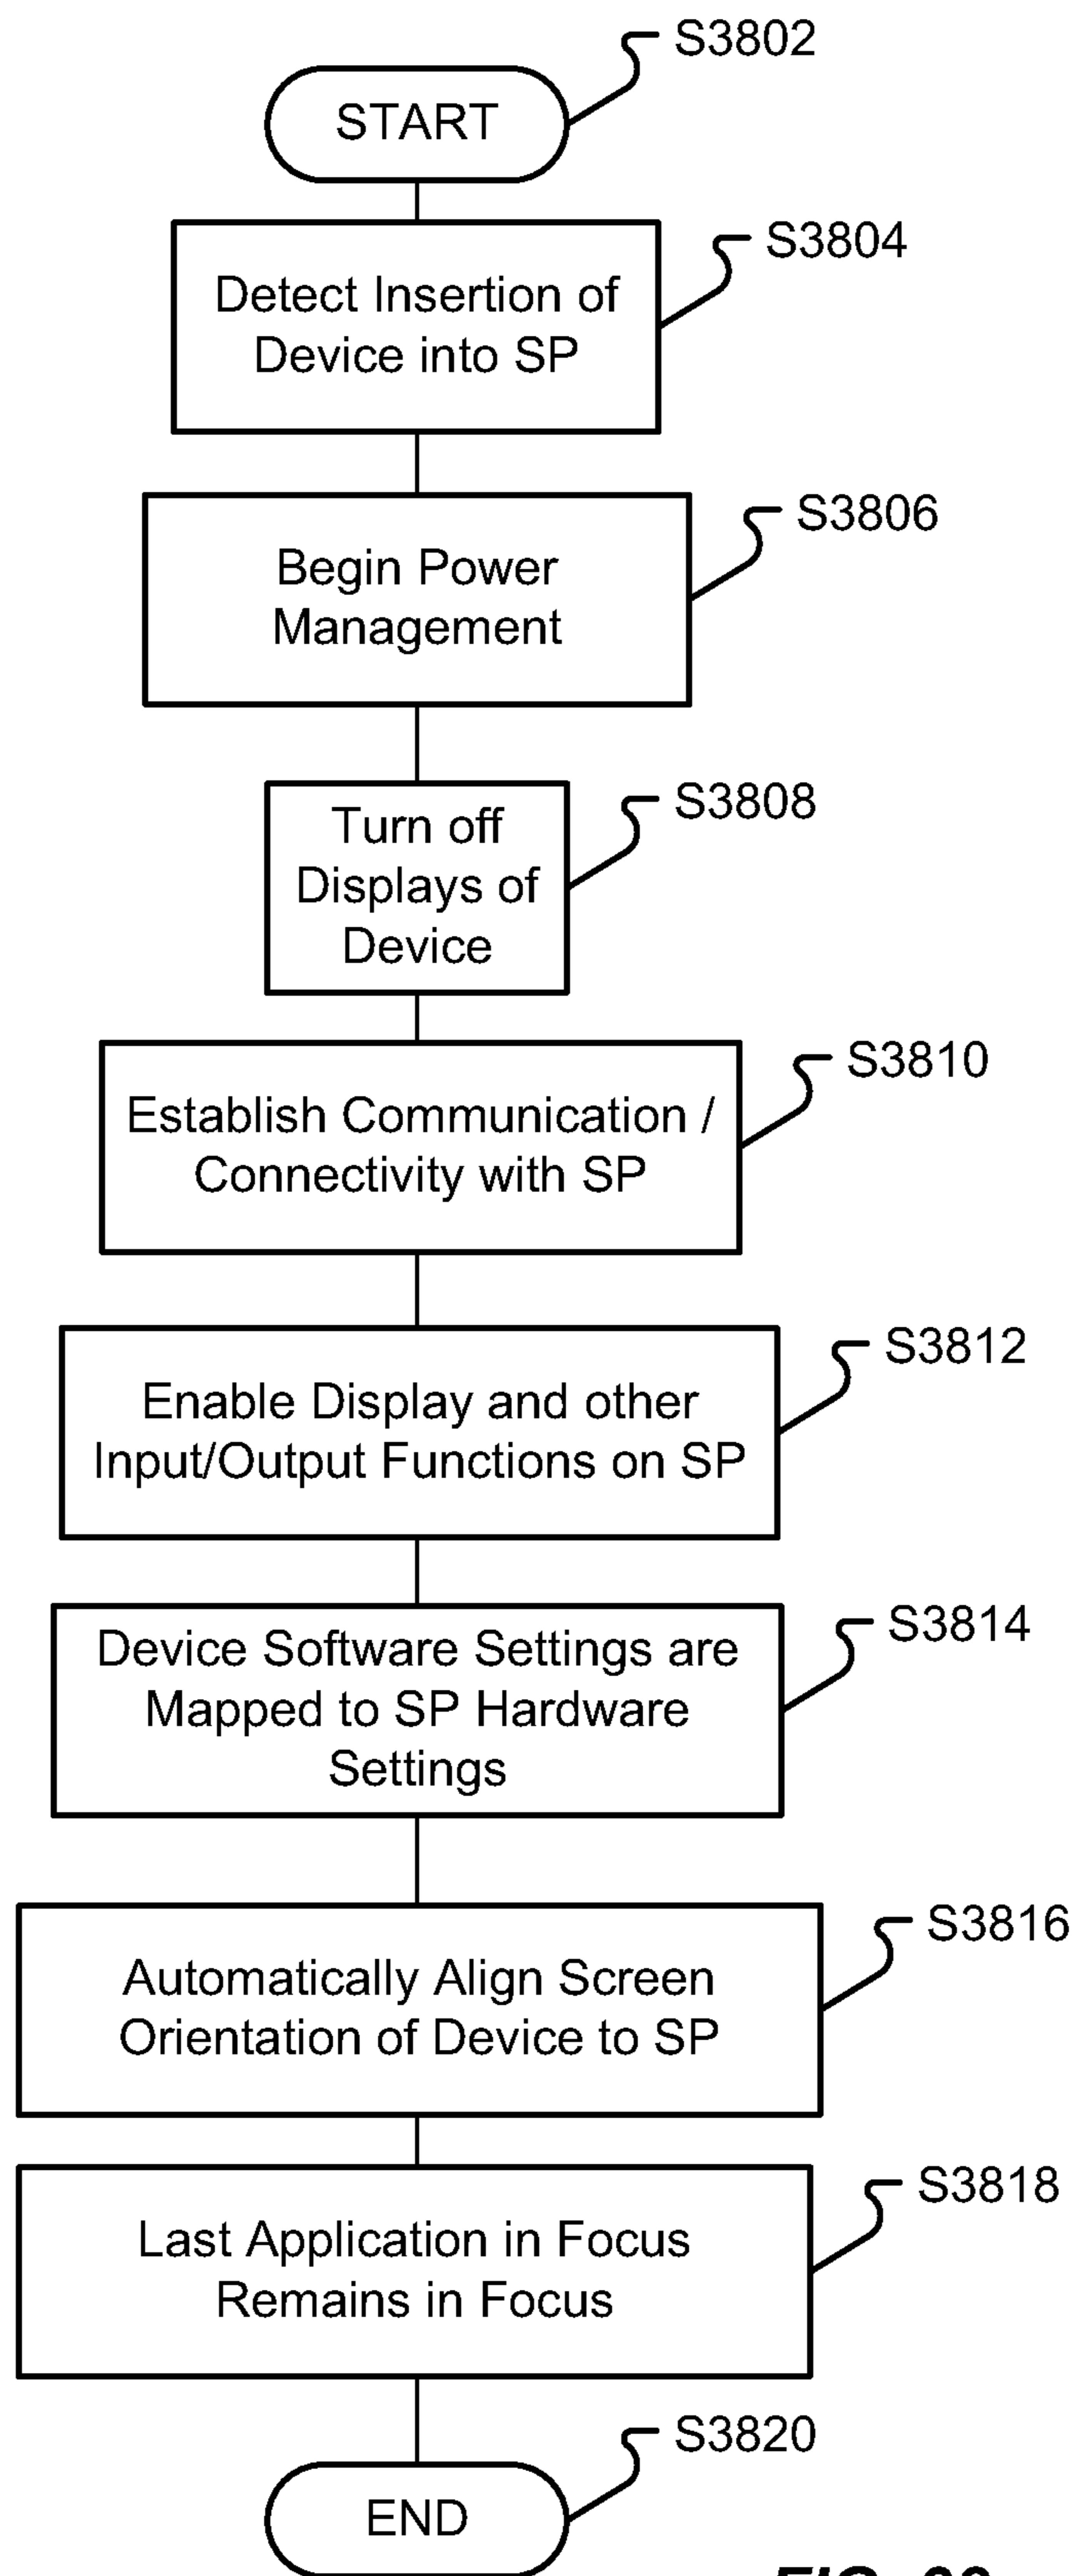 S3802
START
S3804
Detect Insertion of
Device into SP
S3806
Begin Power
Management
S3808
Turn off
Displays of
Device
S3810
Establish Communication /
Connectivity with SP
S3812
Enable Display and other
Input/Output Functions on SP
S3814
Device Software Settings are
Mapped to SP Hardware
Settings
S3816
Automatically Align Screen
Orientation of Device to SP
S3818
Last Application in Focus
Remains in Focus
S3820
END